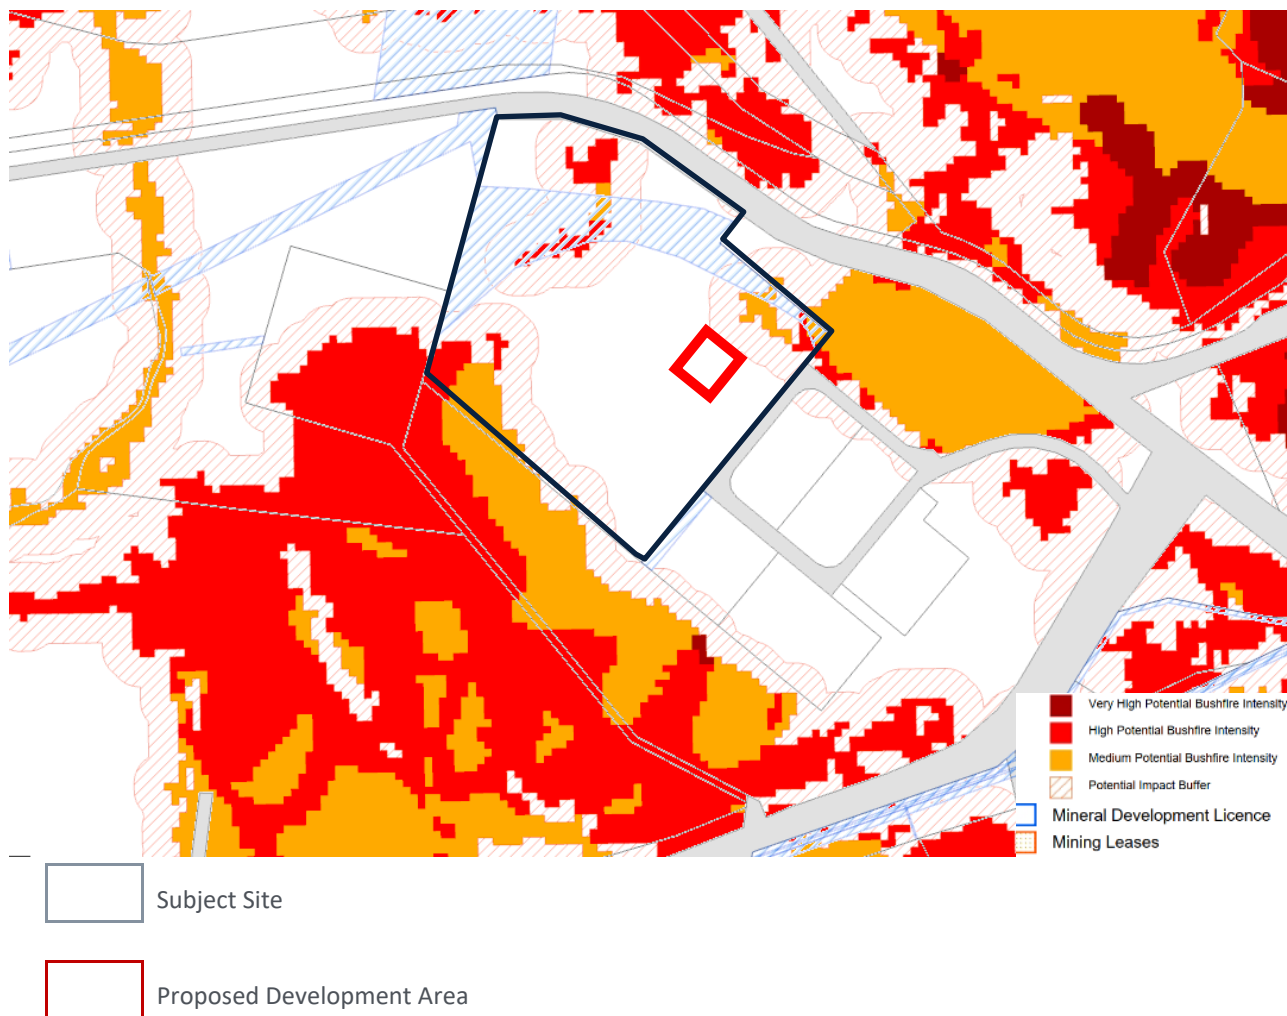 Very High Potential Bushfire Intensity
High Potential Bushfire Intensity
Medium Potential Bushfire Intensity
Potential Impact Buffer
Mineral Development Licence
Mining Leases
Subject Site
Proposed Development Area